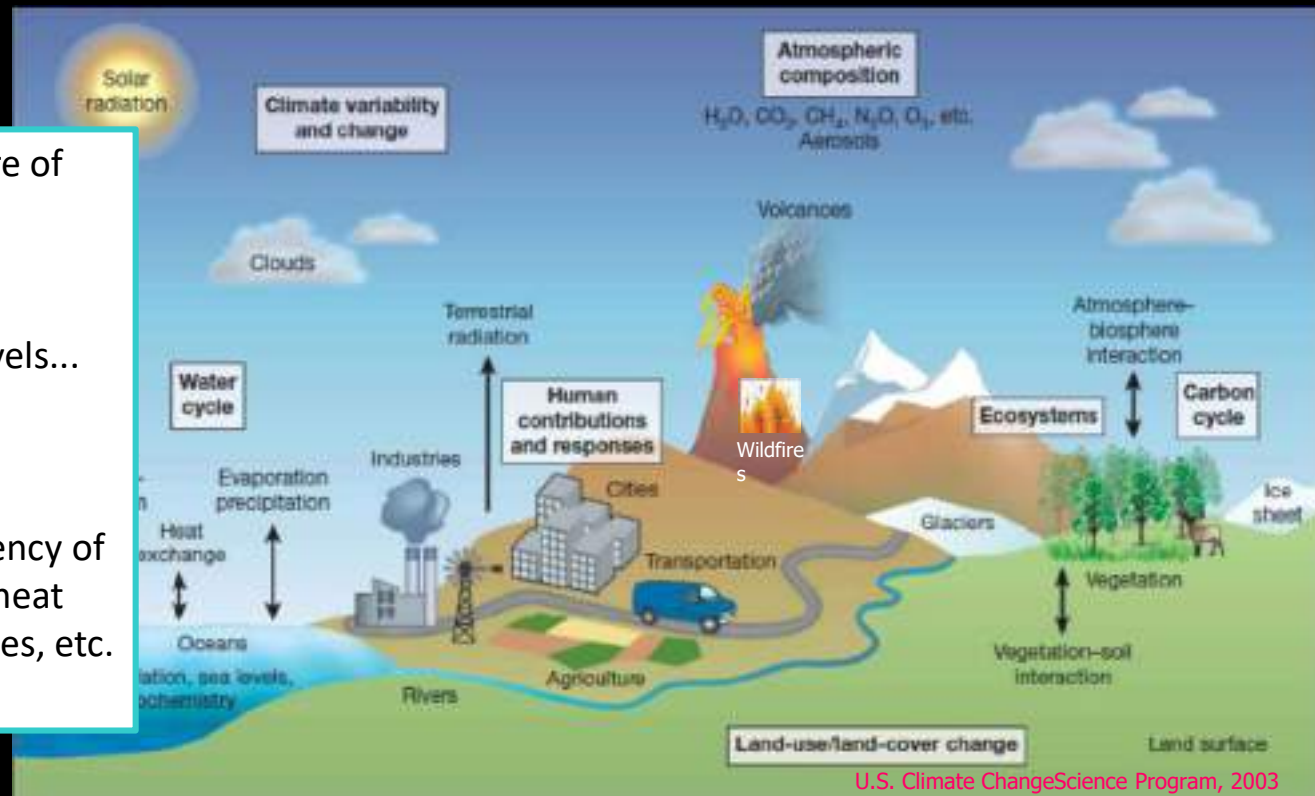 Solar
radiation
Climate variability
and change
Atmospheric
composition
H₂O, CO₂, CH₄, N₂O, O₃, etc.
Aerosols
re of
vels...
ency of
heat
es, etc.
Clouds
Volcanoes
Terrestrial
radiation
Atmosphere–
biosphere
interaction
Water
cycle
Human
contributions
and responses
Wildfire
s
Ecosystems
Carbon
cycle
Industries
Evaporation
precipitation
Cities
Heat
exchange
Transportation
Glaciers
Ice
sheet
Vegetation
Oceans
lation, sea levels,
ochemistry
Rivers
Agriculture
Vegetation–soil
interaction
Land-use/land-cover change
Land surface
U.S. Climate ChangeScience Program, 2003